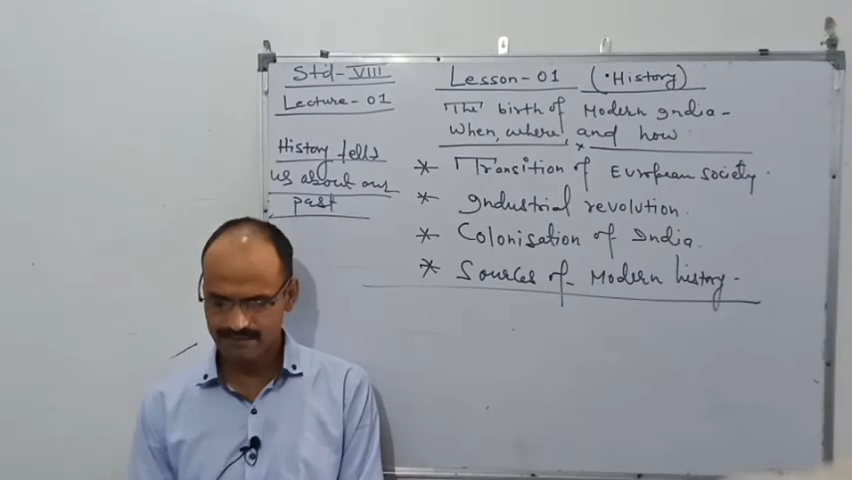 Std-VIII
Lecture-01
History tells
us about our
past
Lesson-01 (•History)
The birth of Modern India-
When, where, and how.
* Transition of European society.
* Industrial revolution.
* Colonisation of India.
* Sources of Modern history.